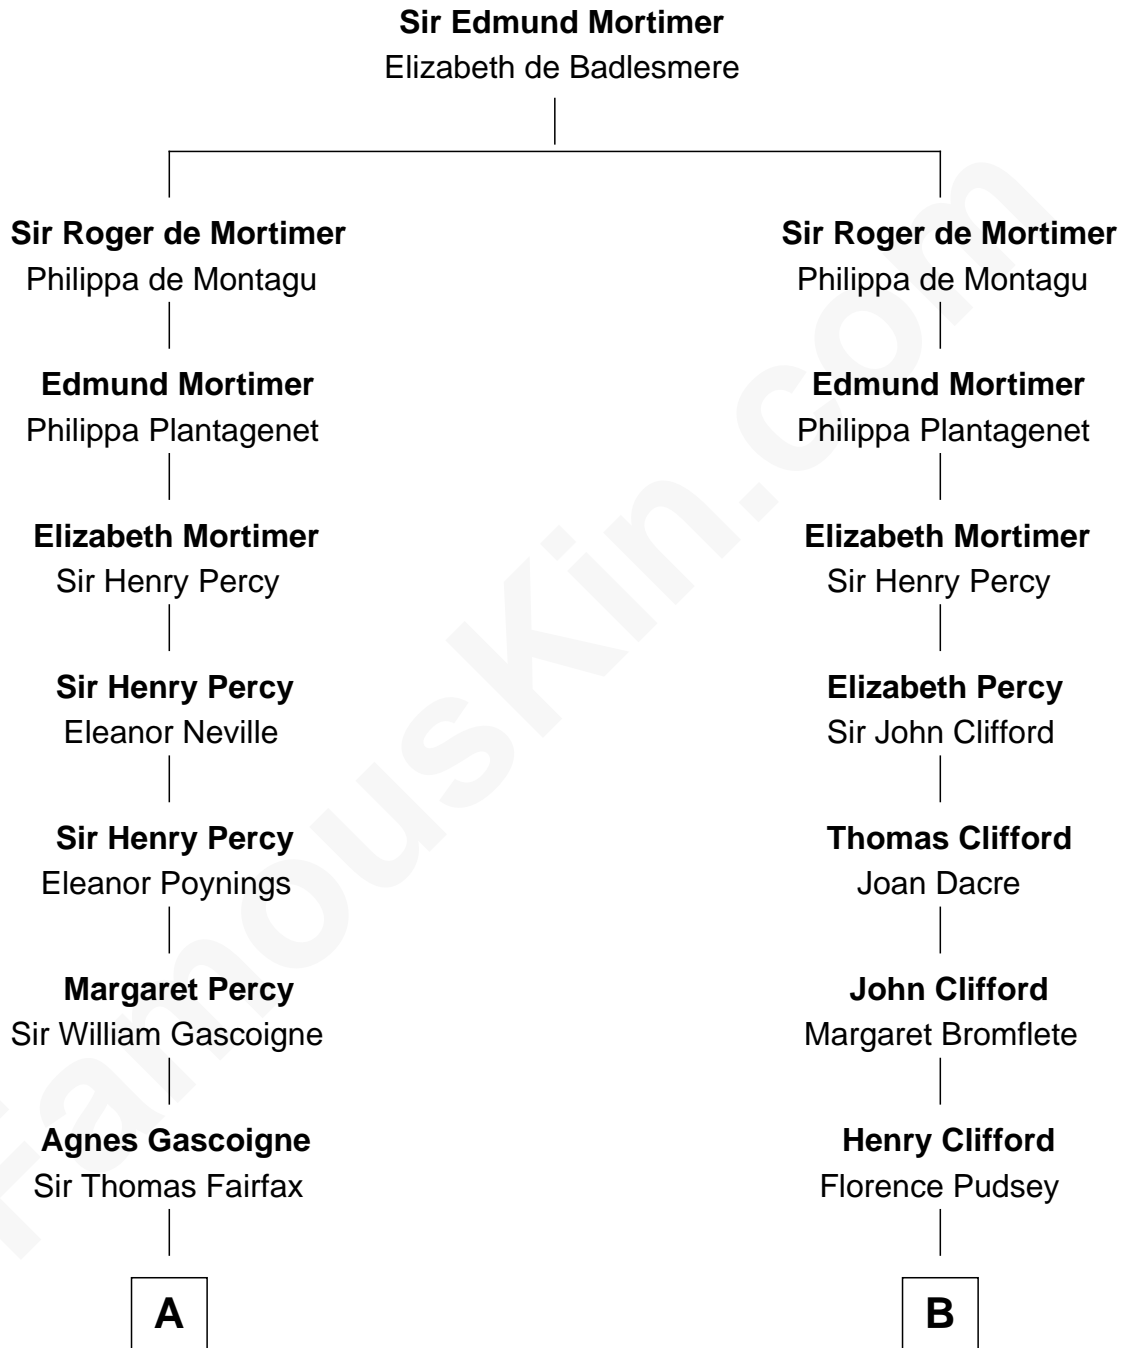 Sir Edmund Mortimer
Elizabeth de Badlesmere
Sir Roger de Mortimer
Philippa de Montagu
Edmund Mortimer
Philippa Plantagenet
Elizabeth Mortimer
Sir Henry Percy
Sir Henry Percy
Eleanor Neville
Sir Henry Percy
Eleanor Poynings
Margaret Percy
Sir William Gascoigne
Agnes Gascoigne
Sir Thomas Fairfax
A
Sir Roger de Mortimer
Philippa de Montagu
Edmund Mortimer
Philippa Plantagenet
Elizabeth Mortimer
Sir Henry Percy
Elizabeth Percy
Sir John Clifford
Thomas Clifford
Joan Dacre
John Clifford
Margaret Bromflete
Henry Clifford
Florence Pudsey
B
FamousKin.com